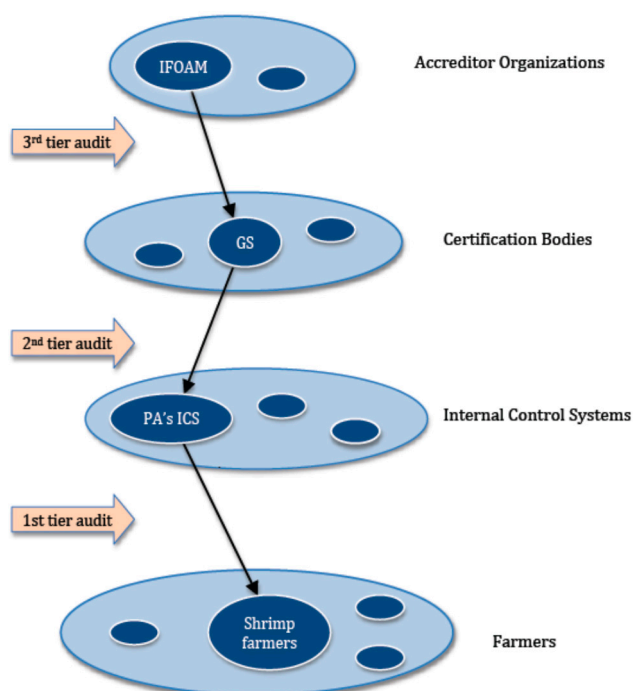 IFOAM
Accreditor Organizations
3rd tier audit
GS
Certification Bodies
2nd tier audit
PA's ICS
Internal Control Systems
1st tier audit
Shrimp
farmers
Farmers